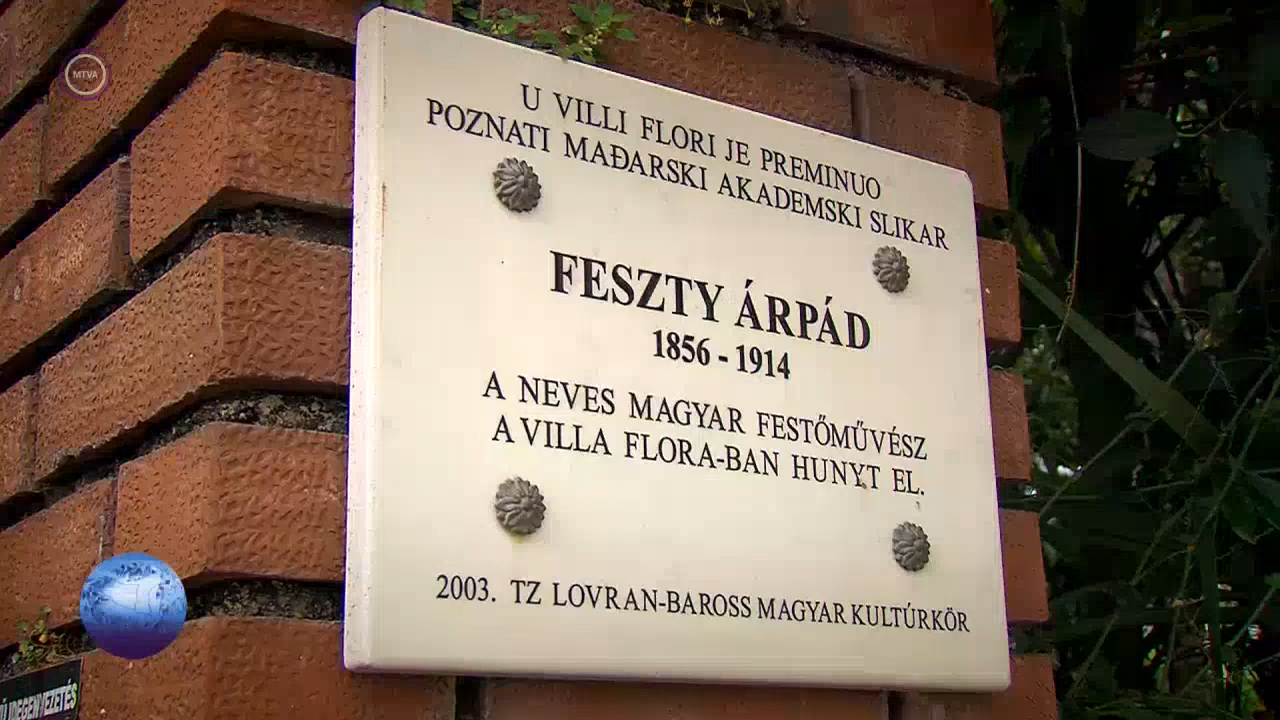 MTVA
U VILLI FLORI JE PREMINUO
POZNATI MAĐARSKI AKADEMSKI SLIKAR
FESZTY ÁRPÁD
1856 - 1914
A NEVES MAGYAR FESTŐMŰVÉSZ
A VILLA FLORA-BAN HUNYT EL.
2003. TZ LOVRAN-BAROSS MAGYAR KULTÚRKÖR